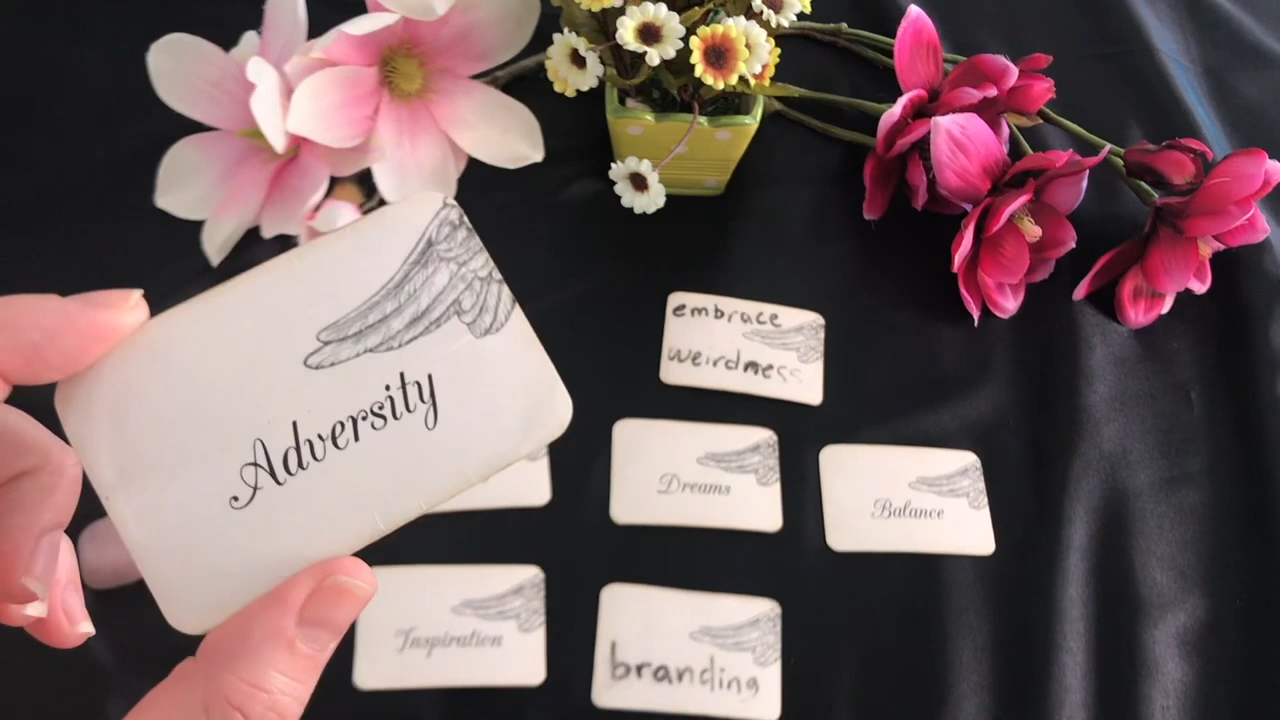 embrace
weirdness
Adversity
Dreams
Balance
Inspiration
branding